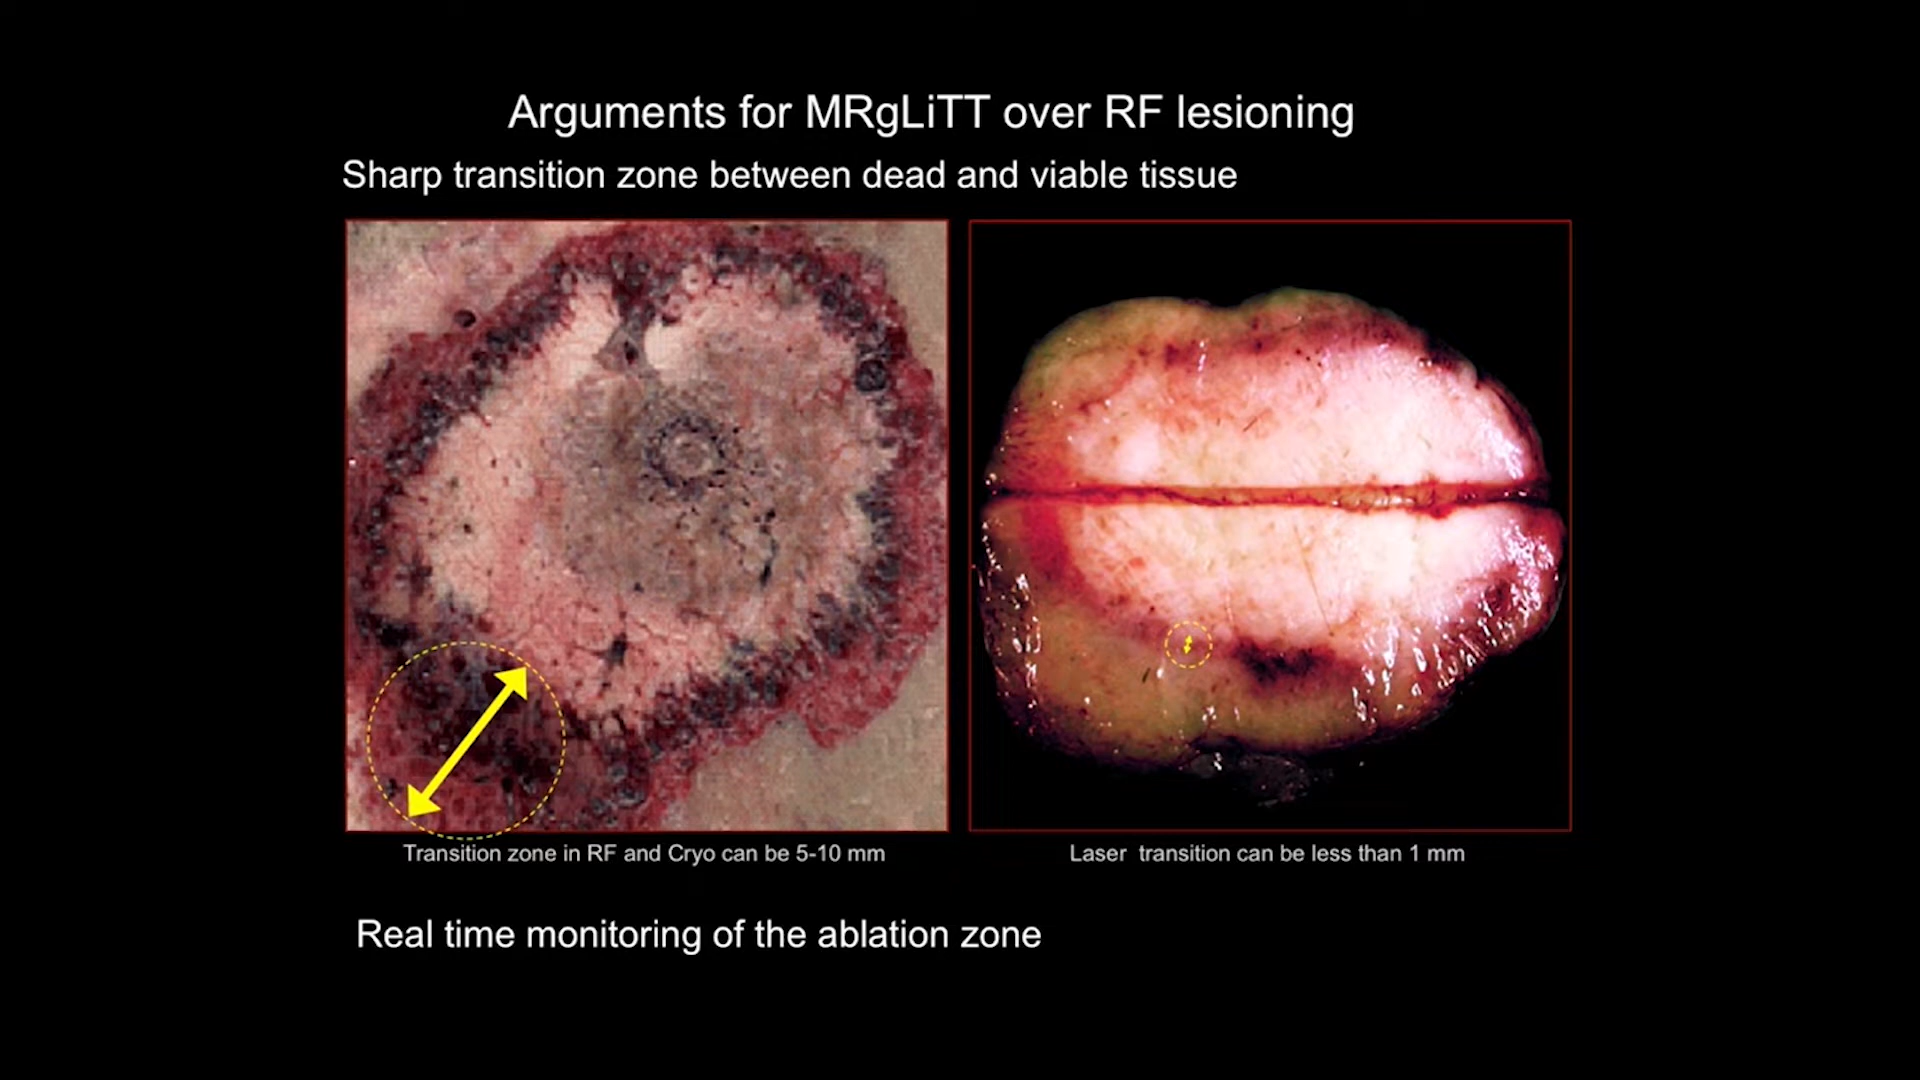 Arguments for MRgLiTT over RF lesioning
Sharp transition zone between dead and viable tissue
Transition zone in RF and Cryo can be 5-10 mm
Laser transition can be less than 1 mm
Real time monitoring of the ablation zone